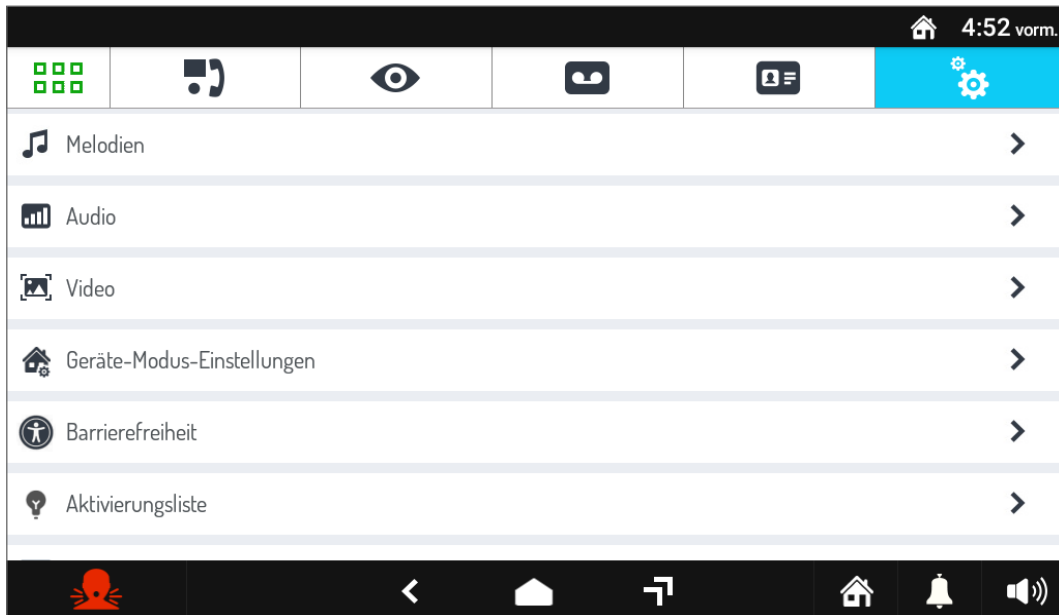 4:52 vorm.
Melodien
Audio
Video
Geräte-Modus-Einstellungen
Barrierefreiheit
Aktivierungsliste